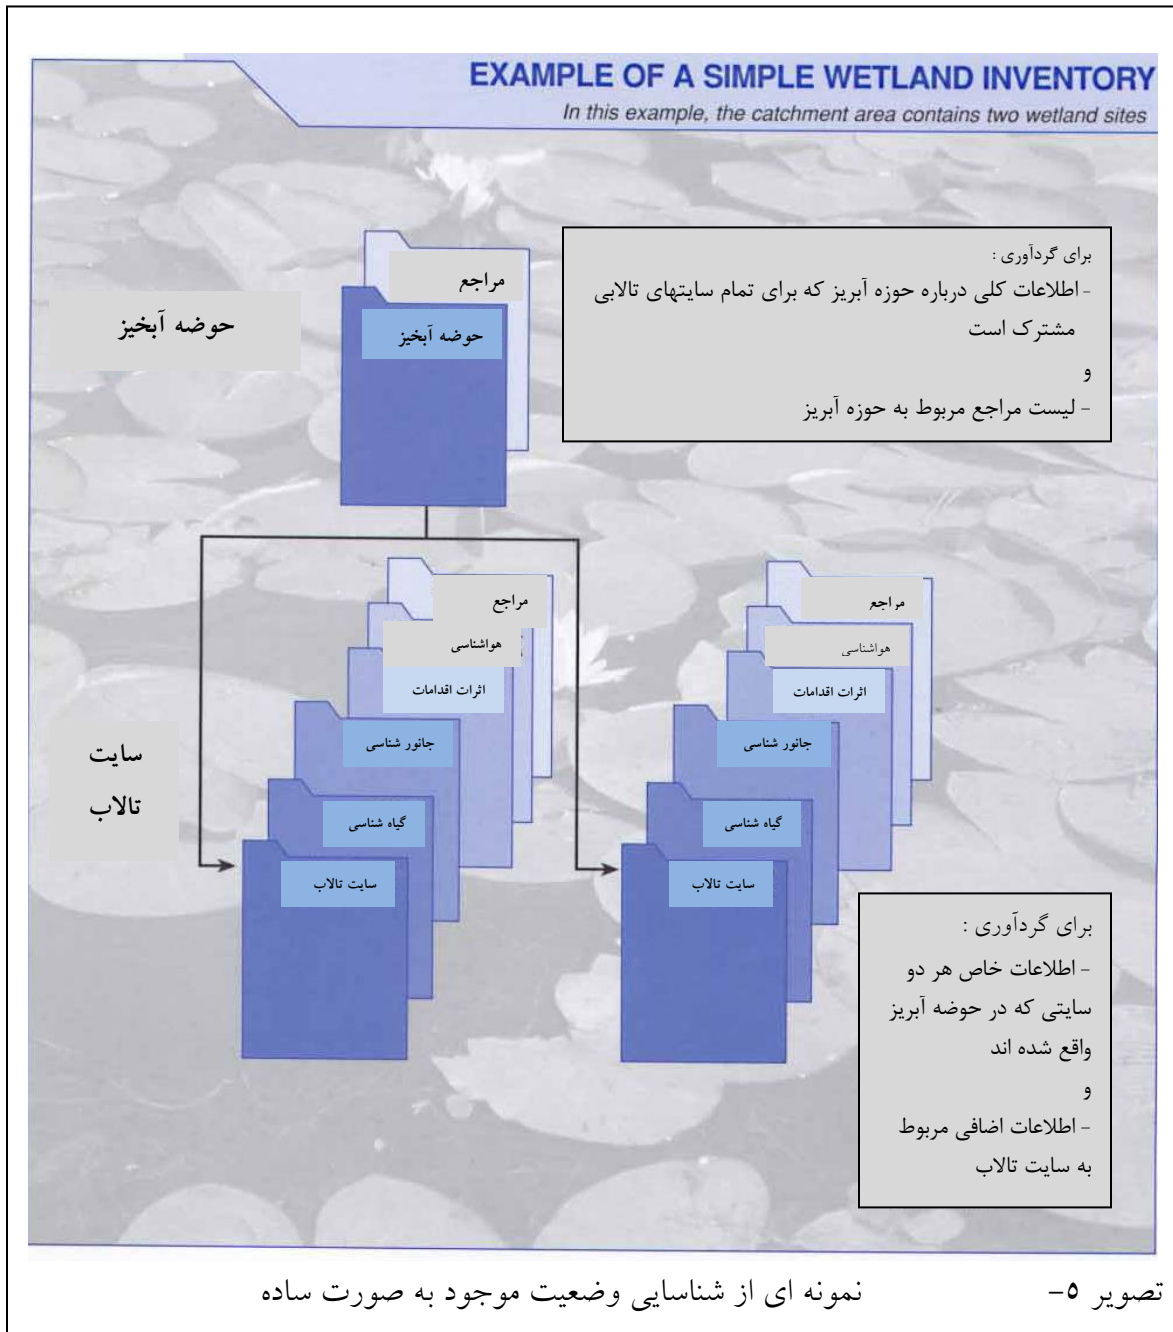 EXAMPLE OF A SIMPLE WETLAND INVENTORY
In this example, the catchment area contains two wetland sites
مراجع
حوضه آبخیز
حوضه آبخیز
برای گردآوری :
- اطلاعات کلی درباره حوزه آبریز که برای تمام سایتهای تالابی
مشترک است
و
- لیست مراجع مربوط به حوزه آبریز
مراجع
هواشناسی
اثرات اقدامات
جانور شناسی
گیاه شناسی
سایت تالاب
مراجع
هواشناسی
اثرات اقدامات
جانور شناسی
گیاه شناسی
سایت تالاب
سایت
تالاب
برای گردآوری :
- اطلاعات خاص هر دو
سایتی که در حوضه آبریز
واقع شده اند
و
- اطلاعات اضافی مربوط
به سایت تالاب
تصویر ۵- نمونه ای از شناسایی وضعیت موجود به صورت ساده